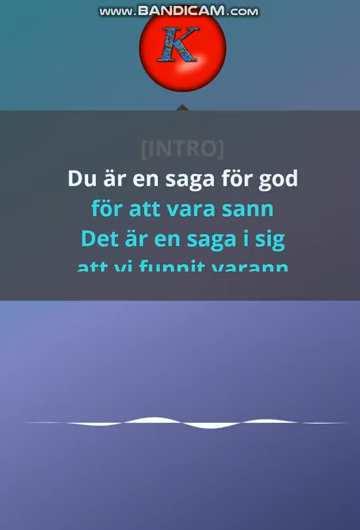 www.BANDICAM.com
K
[INTRO]
Du är en saga för god
för att vara sann
Det är en saga i sig
att vi funnit varann